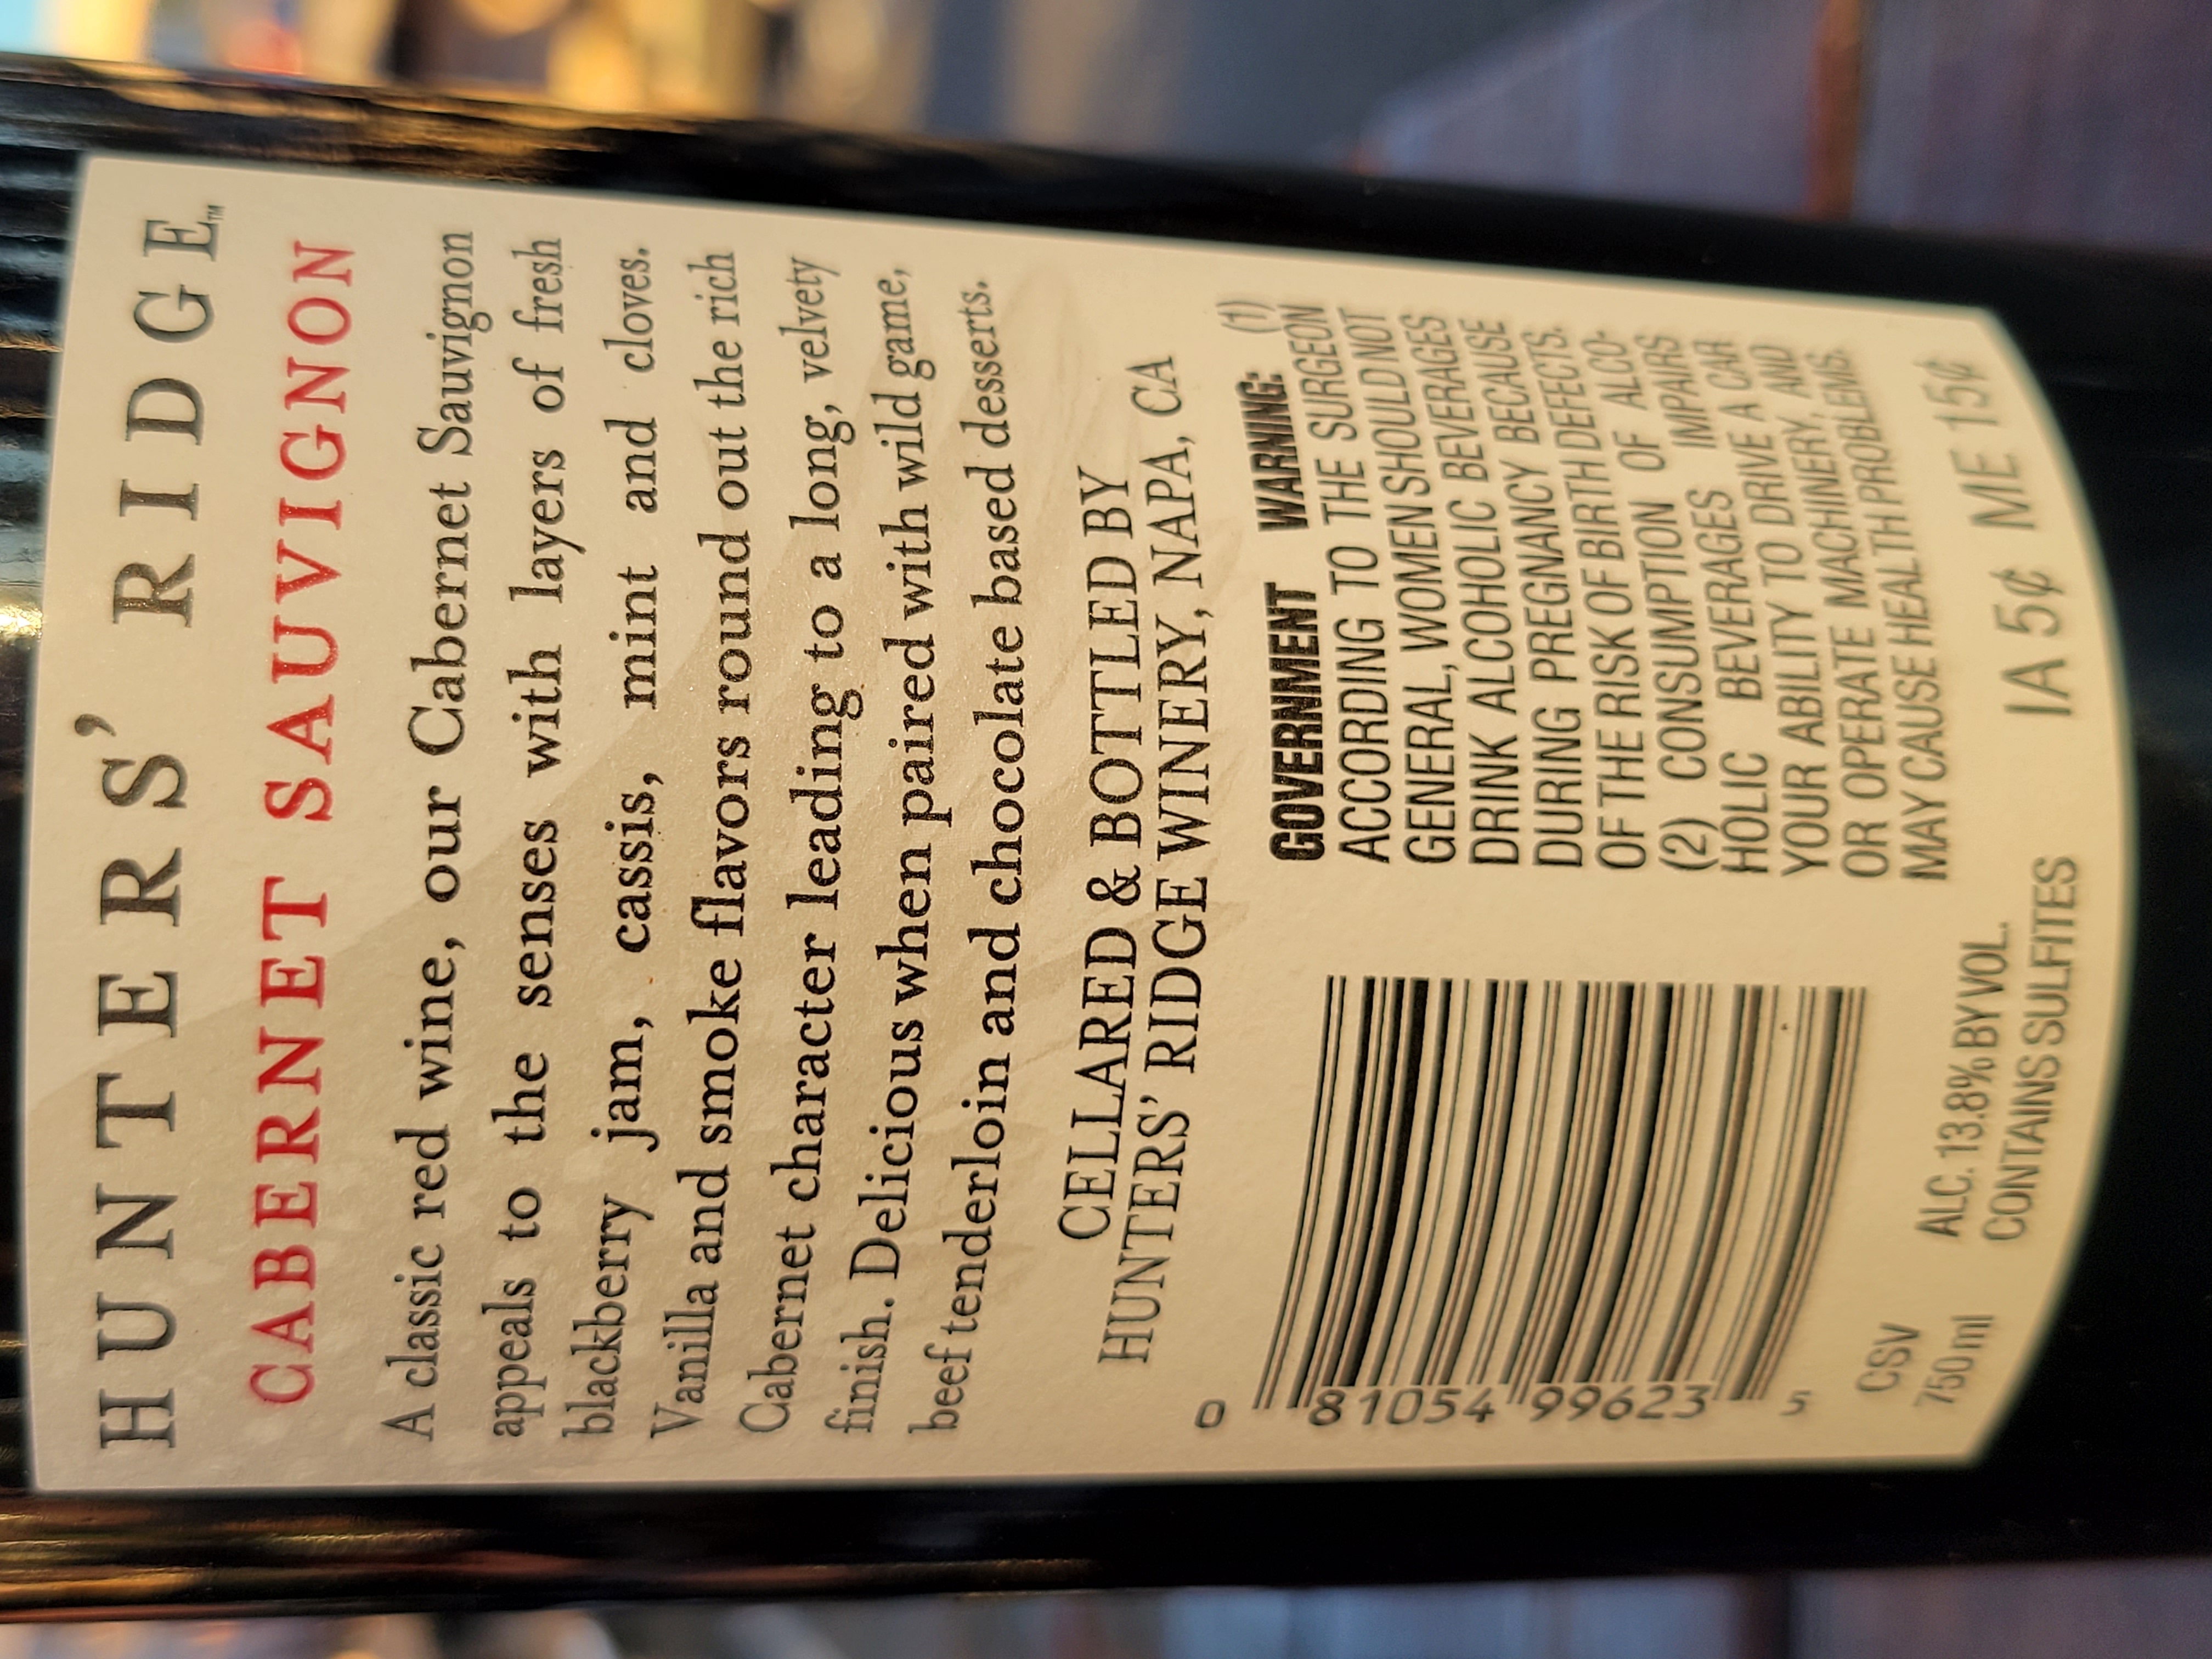 HUNTERS' RIDGE™
CABERNET SAUVIGNON
A classic red wine, our Cabernet Sauvignon
appeals to the senses with layers of fresh
blackberry jam, cassis, mint and cloves.
Vanilla and smoke flavors round out the rich
Cabernet character leading to a long, velvety
finish. Delicious when paired with wild game,
beef tenderloin and chocolate based desserts.
CELLARED & BOTTLED BY
HUNTERS' RIDGE WINERY, NAPA, CA
GOVERNMENT WARNING: (1)
ACCORDING TO THE SURGEON
GENERAL, WOMEN SHOULD NOT
DRINK ALCOHOLIC BEVERAGES
DURING PREGNANCY BECAUSE
OF THE RISK OF BIRTH DEFECTS.
(2) CONSUMPTION OF ALCO-
HOLIC BEVERAGES IMPAIRS
YOUR ABILITY TO DRIVE A CAR
OR OPERATE MACHINERY, AND
MAY CAUSE HEALTH PROBLEMS.
0 81054 99623 5
CSV ALC. 13.8% BY VOL. IA 5¢ ME 15¢
750ml CONTAINS SULFITES